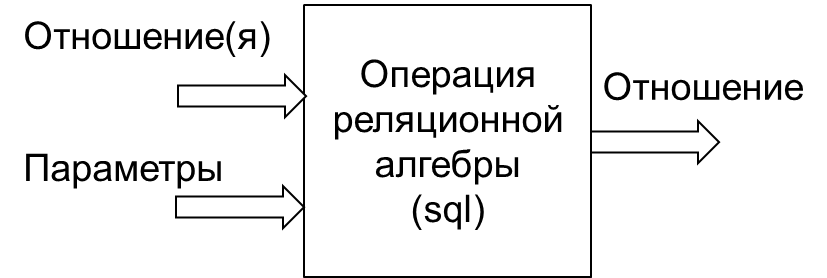 Отношение(я)
Параметры
Операция
реляционной
алгебры
(sql)
Отношение